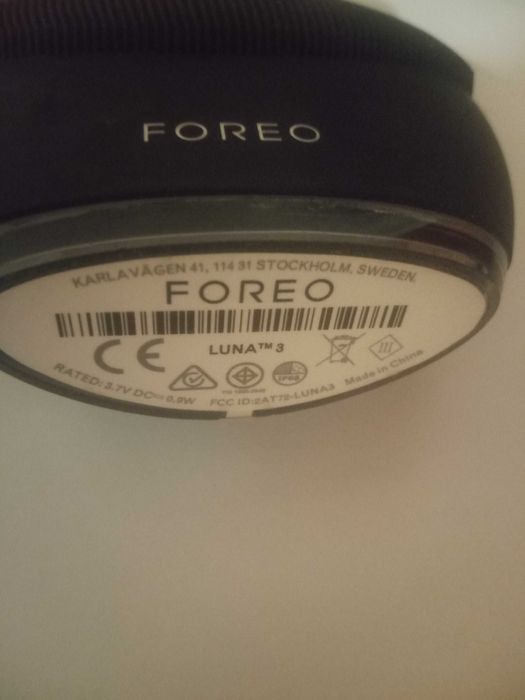 FOREO
KARLAVÄGEN 41, 114 31 STOCKHOLM, SWEDEN.
FOREO
CE LUNA™ 3
RATED: 3.7V DC 0.9W FCC ID:2AT72-LUNA3 Made in China